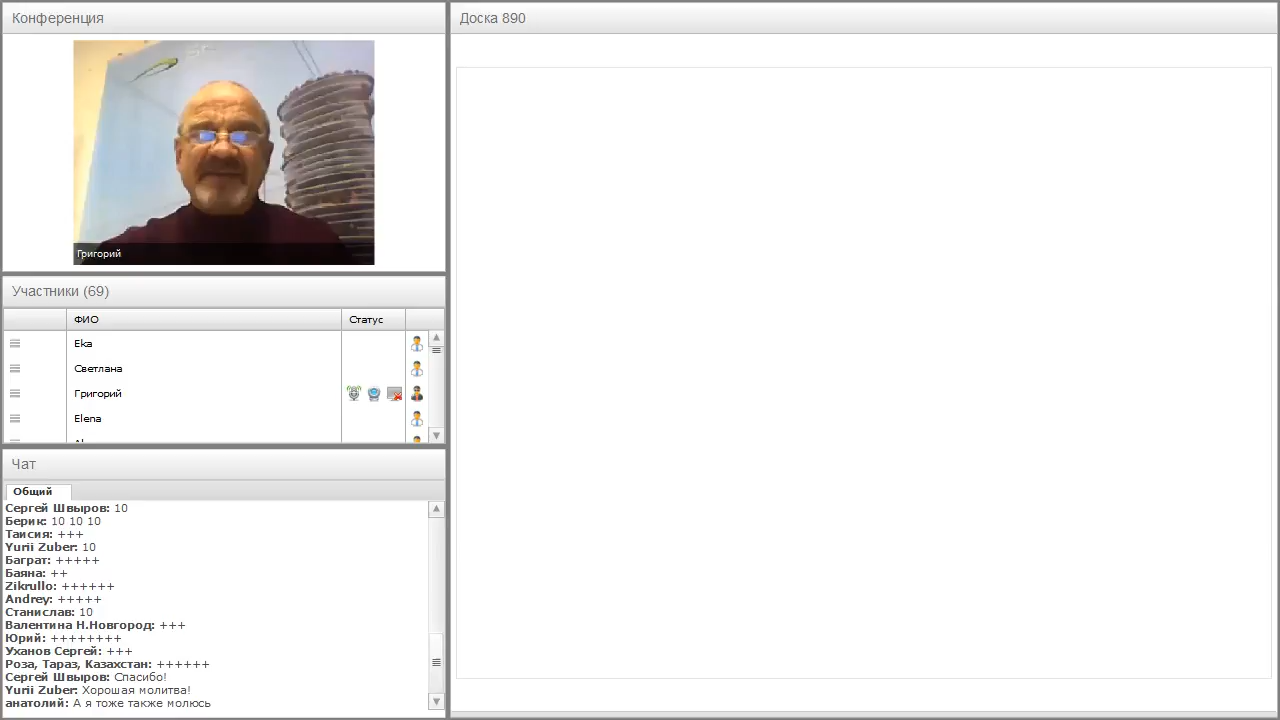 Конференция
Григорий
Участники (69)
ФИО
Статус
Eka
Светлана
Григорий
Elena
Чат
Общий
Сергей Швыров: 10
Берик: 10 10 10
Таисия: +++
Yurii Zuber: 10
Баграт: +++++
Баяна: ++
Zikrullo: ++++++
Andrey: +++++
Станислав: 10
Валентина Н.Новгород: +++
Юрий: ++++++++
Уханов Сергей: +++
Роза, Тараз, Казахстан: ++++++
Сергей Швыров: Спасибо!
Yurii Zuber: Хорошая молитва!
анатолий: А я тоже также молюсь
Доска 890